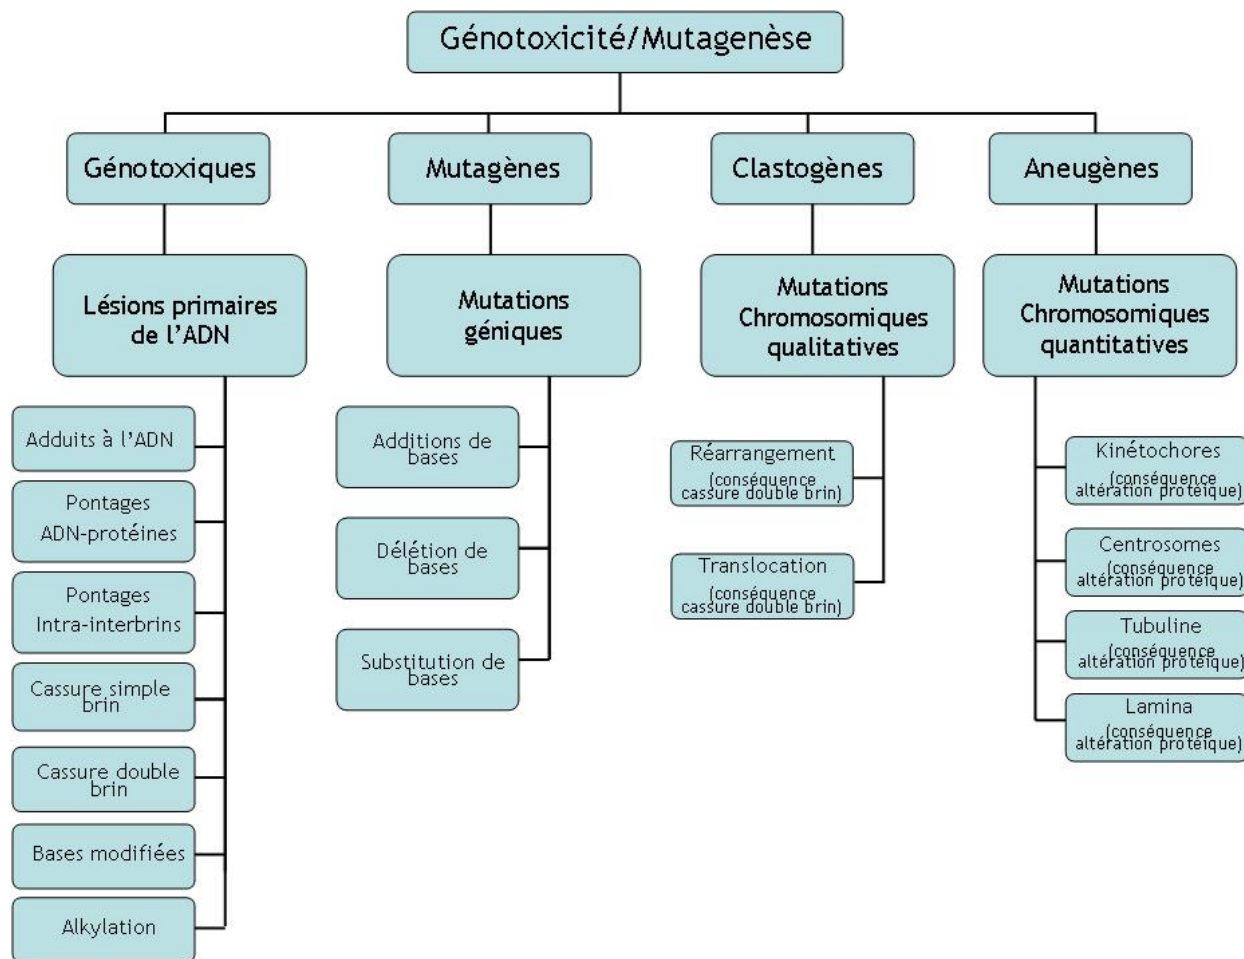 Génotoxicité/Mutagenèse
Génotoxiques
Mutagènes
Clastogènes
Aneugènes
Lésions primaires
de l'ADN
Mutations
géniques
Mutations
Chromosomiques
qualitatives
Mutations
Chromosomiques
quantitatives
Adduits à l'ADN
Pontages
ADN-protéines
Pontages
Intra-interbrins
Cassure simple
brin
Cassure double
brin
Bases modifiées
Alkylation
Additions de
bases
Délétion de
bases
Substitution de
bases
Réarrangement
(conséquence
cassure double brin)
Translocation
(conséquence
cassure double brin)
Kinétochores
(conséquence
altération protéique)
Centrosomes
(conséquence
altération protéique)
Tubuline
(conséquence
altération protéique)
Lamina
(conséquence
altération protéique)